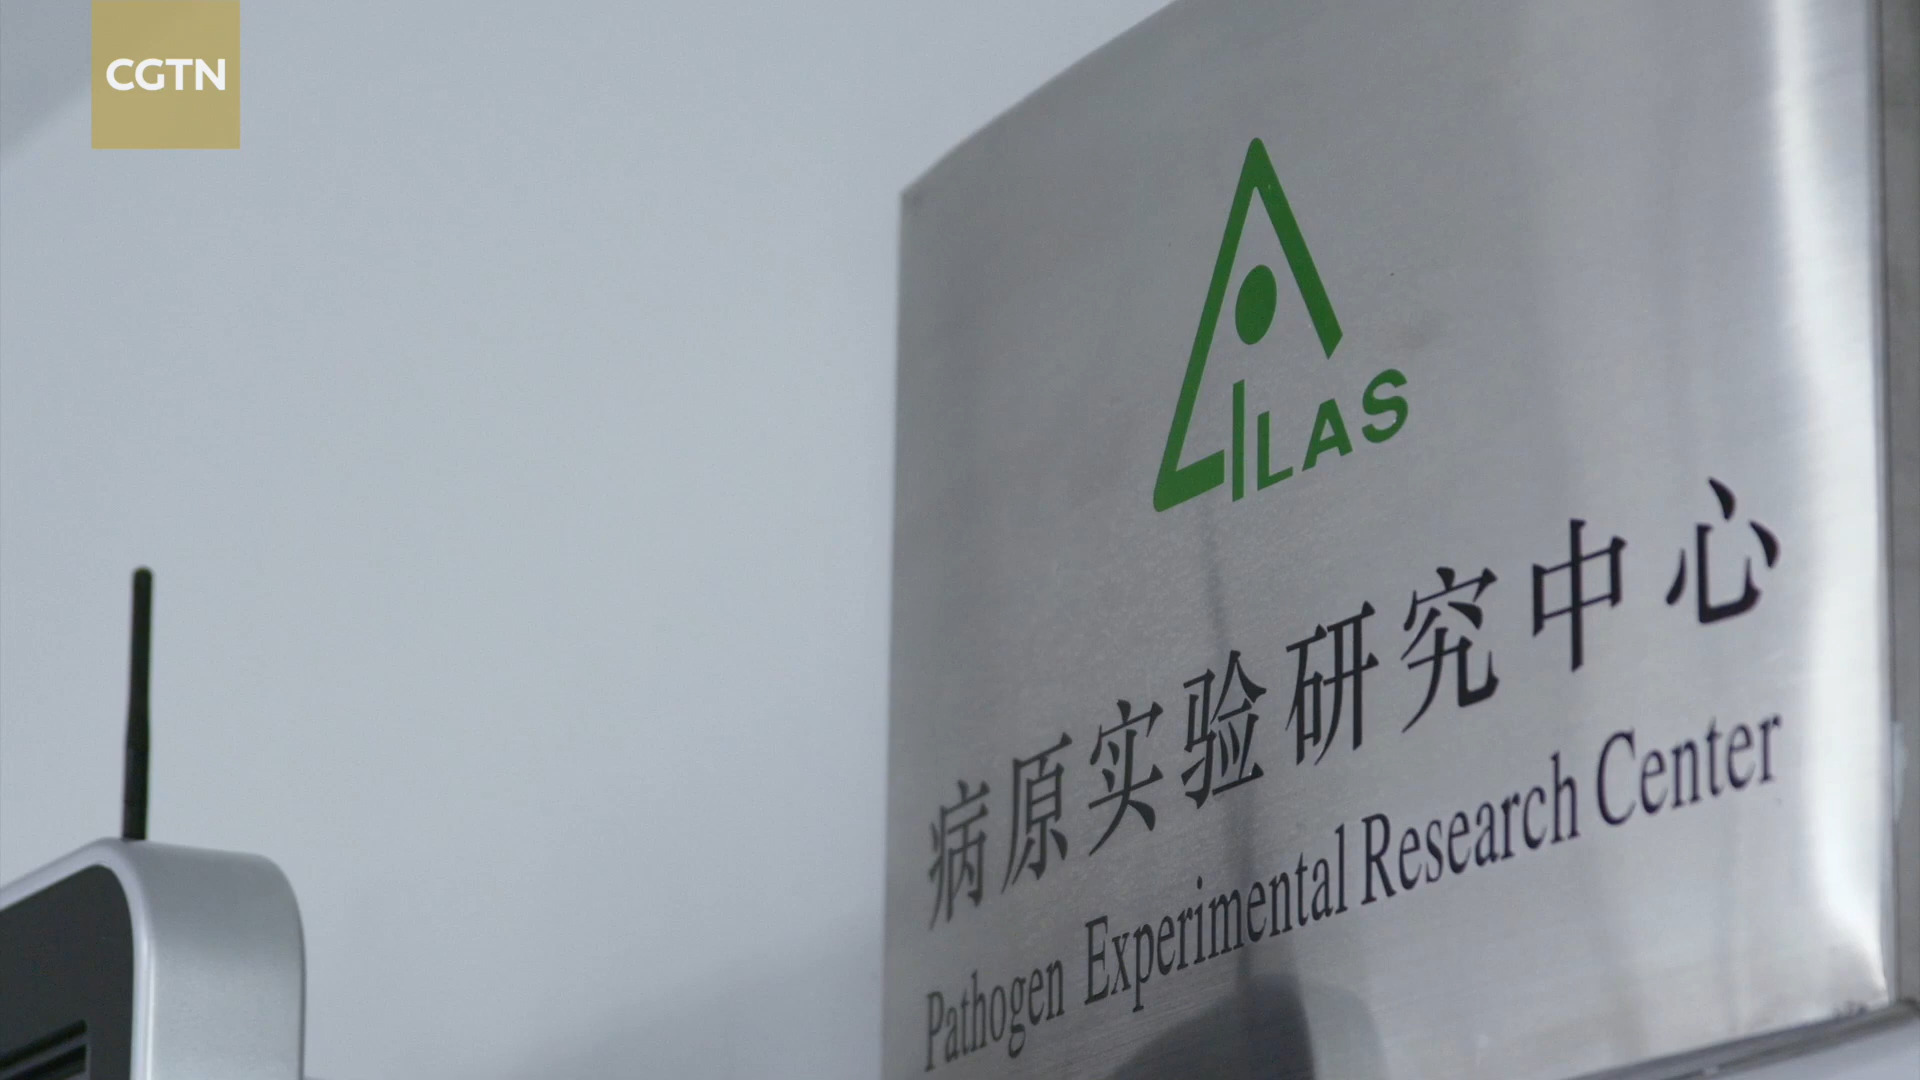 CGTN
ILAS
病原实验研究中心
Pathogen Experimental Research Center